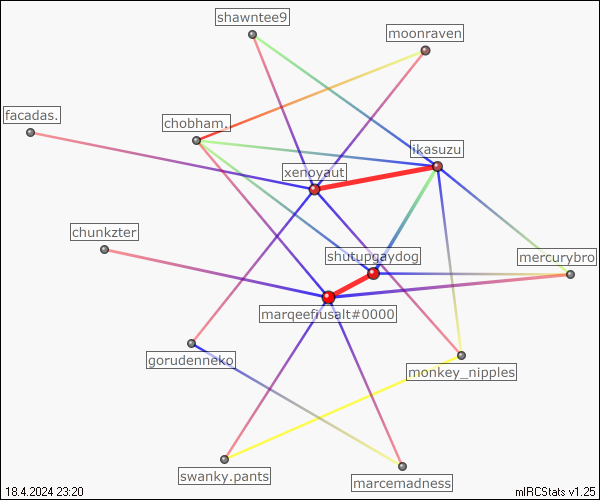 shawntee9
moonraven
facadas.
chobham.
ikasuzu
xenoyaut
chunkzter
shutupgaydog
mercurybro
marqeefiusalt#0000
gorudenneko
monkey_nipples
swanky.pants
marcemadness
18.4.2024 23:20
mIRCStats v1.25